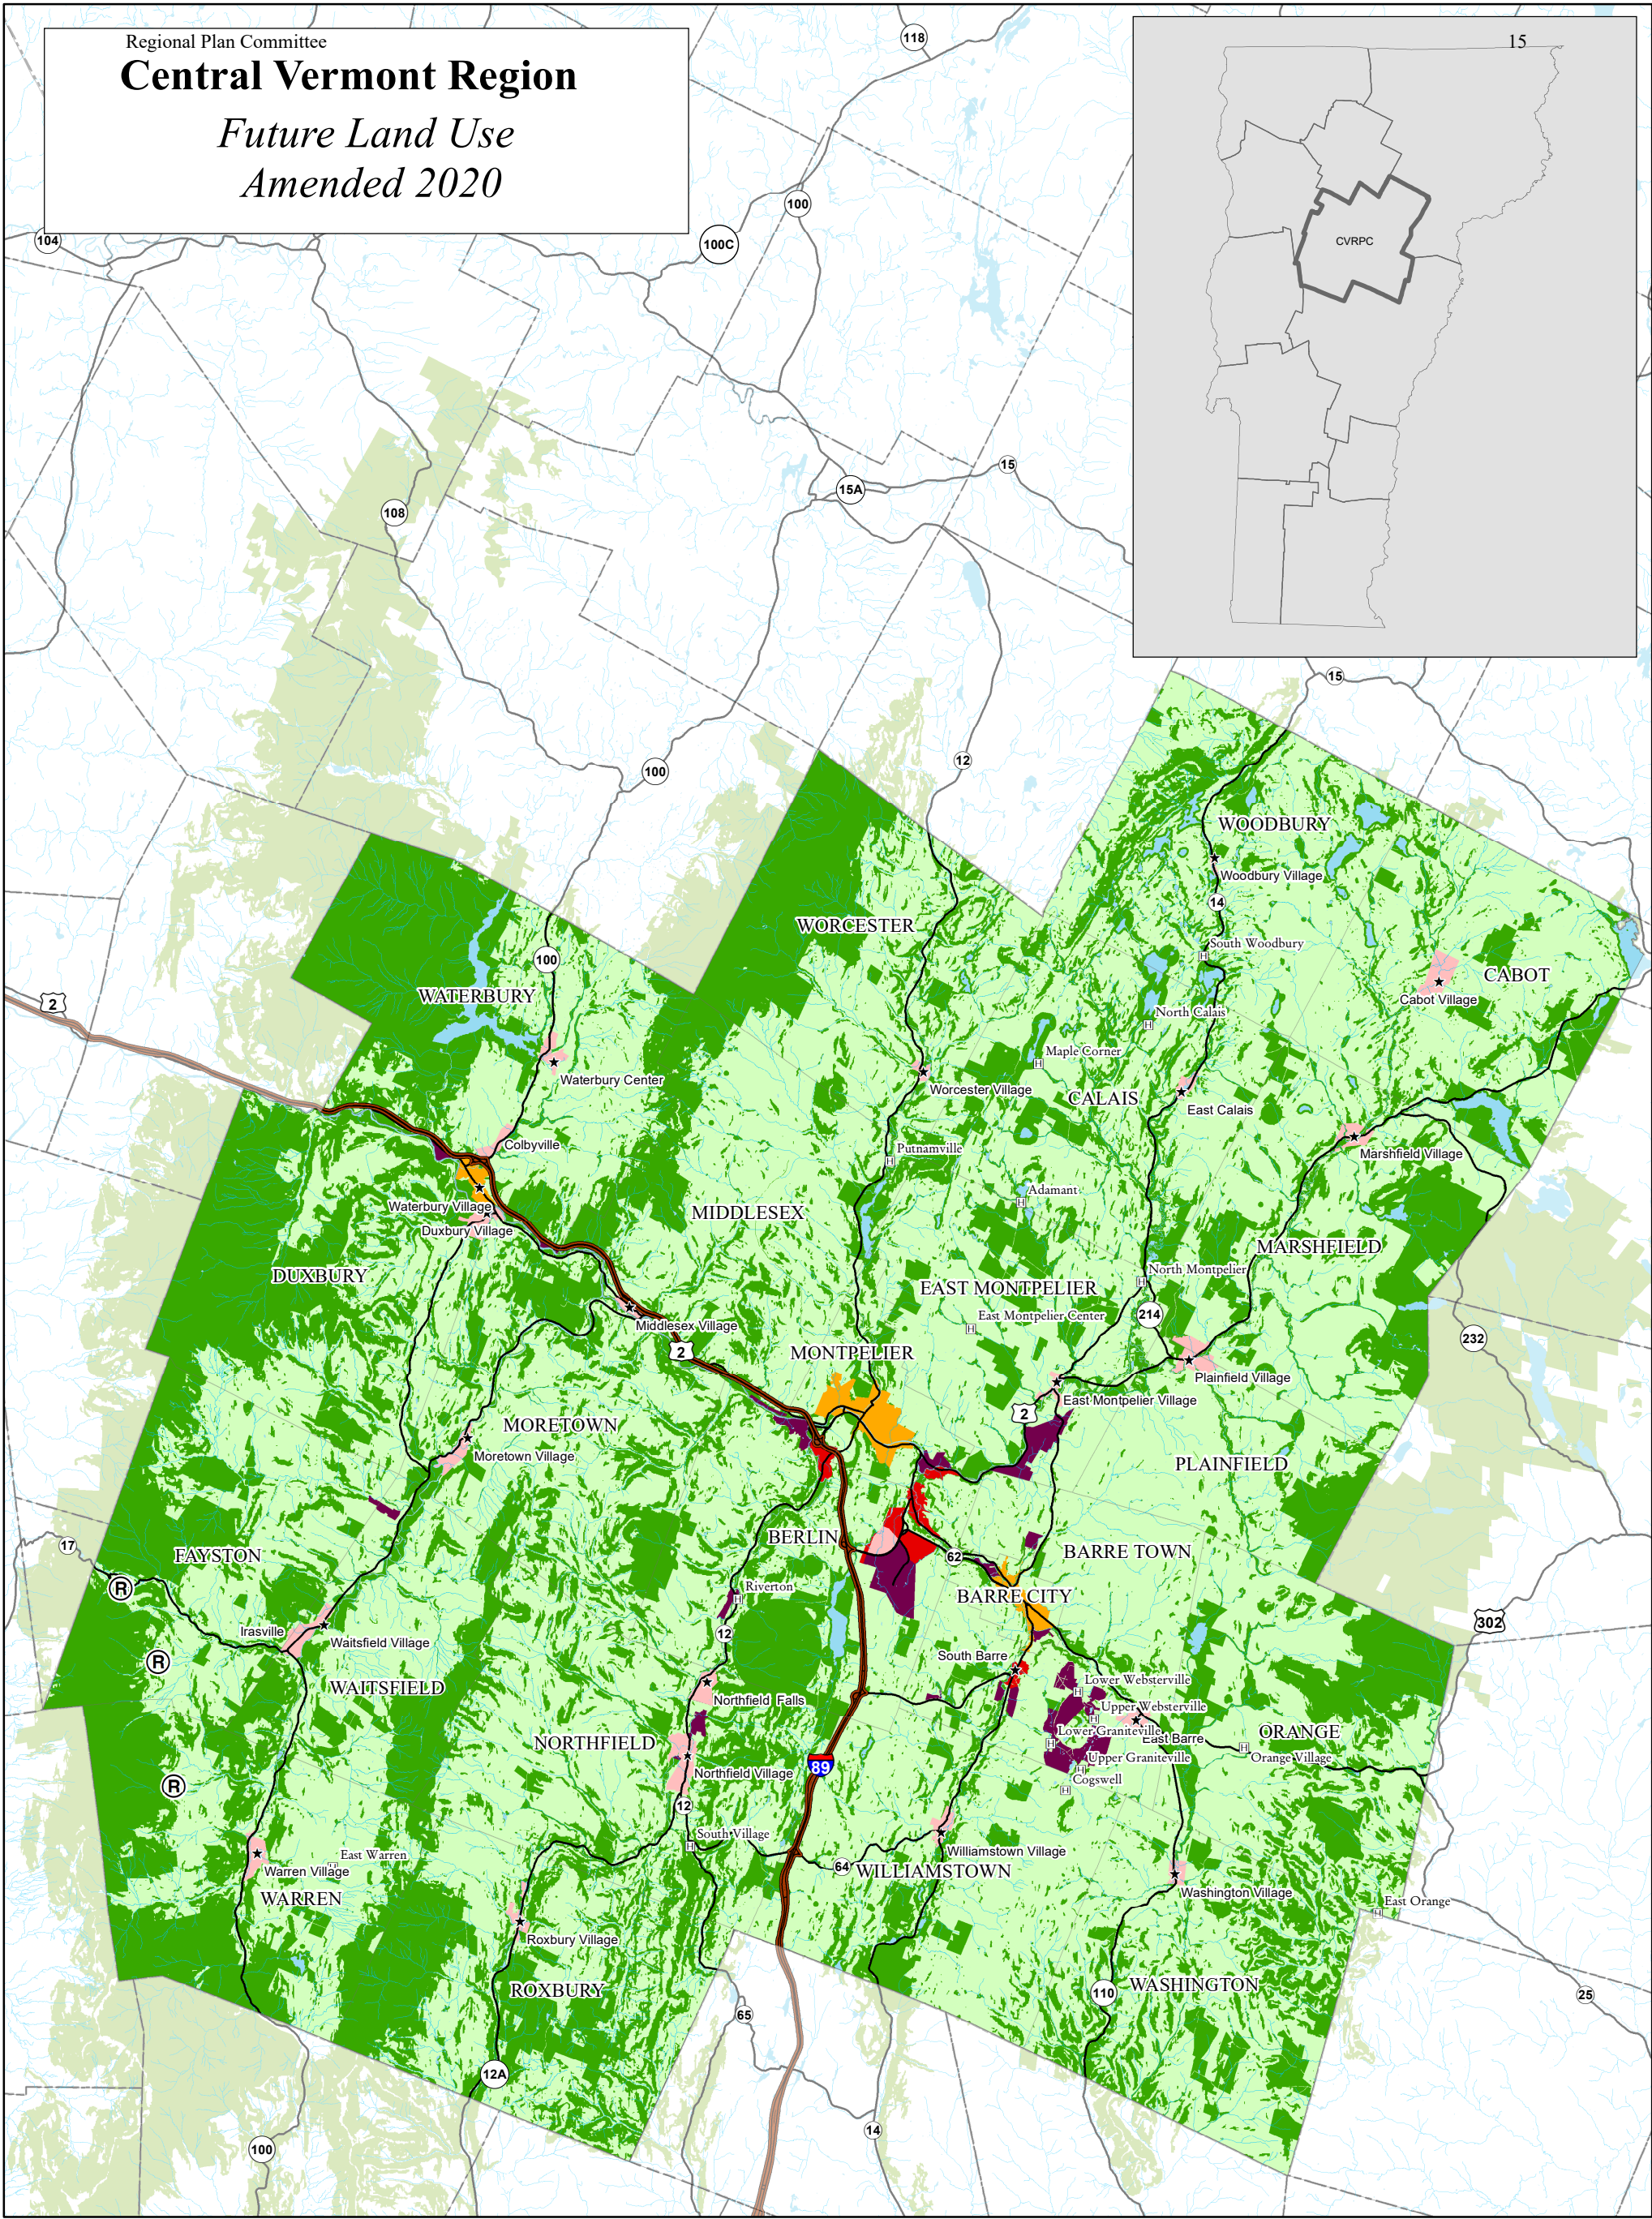 Regional Plan Committee
Central Vermont Region
Future Land Use
Amended 2020
15
CVRPC
118
100
104
100C
15
15A
108
15
12
100
WOODBURY
Woodbury Village
14
WORCESTER
South Woodbury
100
CABOT
WATERBURY
Cabot Village
2
North Calais
Maple Corner
Waterbury Center
Worcester Village
CALAIS
East Calais
Colbyville
Putnamville
Marshfield Village
Adamant
Waterbury Village
MIDDLESEX
Duxbury Village
MARSHFIELD
DUXBURY
North Montpelier
EAST MONTPELIER
East Montpelier Center
214
Middlesex Village
232
2
MONTPELIER
Plainfield Village
East Montpelier Village
2
MORETOWN
Moretown Village
PLAINFIELD
BERLIN
17
FAYSTON
62
BARRE TOWN
R
Riverton
BARRE CITY
302
Irasville
12
Waitsfield Village
South Barre
R
Lower Websterville
WAITSFIELD
Northfield Falls
Upper Websterville
Lower Graniteville
ORANGE
NORTHFIELD
East Barre
Orange Village
Upper Graniteville
89
Northfield Village
R
Cogswell
12
South Village
Williamstown Village
East Warren
64
WILLIAMSTOWN
Warren Village
WARREN
Washington Village
East Orange
Roxbury Village
WASHINGTON
ROXBURY
110
25
65
12A
14
100